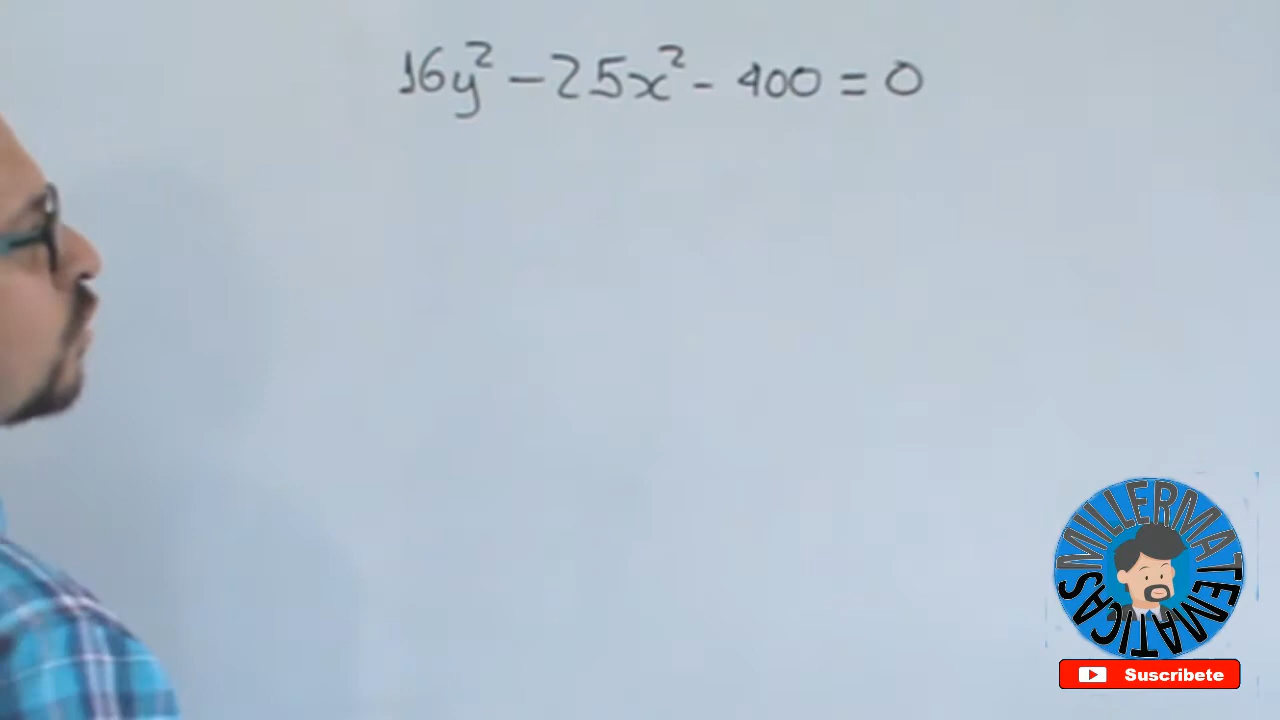 16y² - 25x² - 400 = 0
MILLERMATEMATICAS
Suscribete